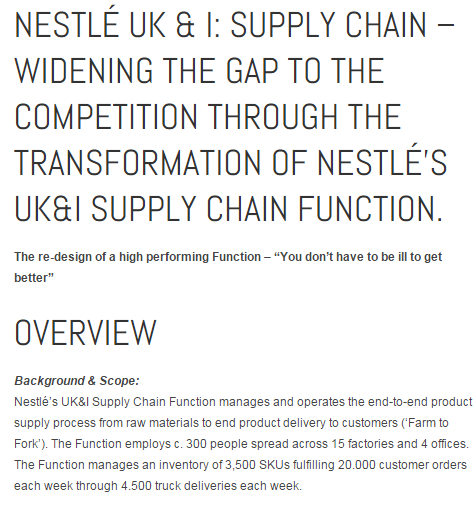 NESTLÉ UK & I: SUPPLY CHAIN –
WIDENING THE GAP TO THE
COMPETITION THROUGH THE
TRANSFORMATION OF NESTLÉ'S
UK&I SUPPLY CHAIN FUNCTION.
The re-design of a high performing Function – “You don’t have to be ill to get
better”
OVERVIEW
Background & Scope:
Nestlé’s UK&I Supply Chain Function manages and operates the end-to-end product
supply process from raw materials to end product delivery to customers (‘Farm to
Fork’). The Function employs c. 300 people spread across 15 factories and 4 offices.
The Function manages an inventory of 3,500 SKUs fulfilling 20.000 customer orders
each week through 4.500 truck deliveries each week.